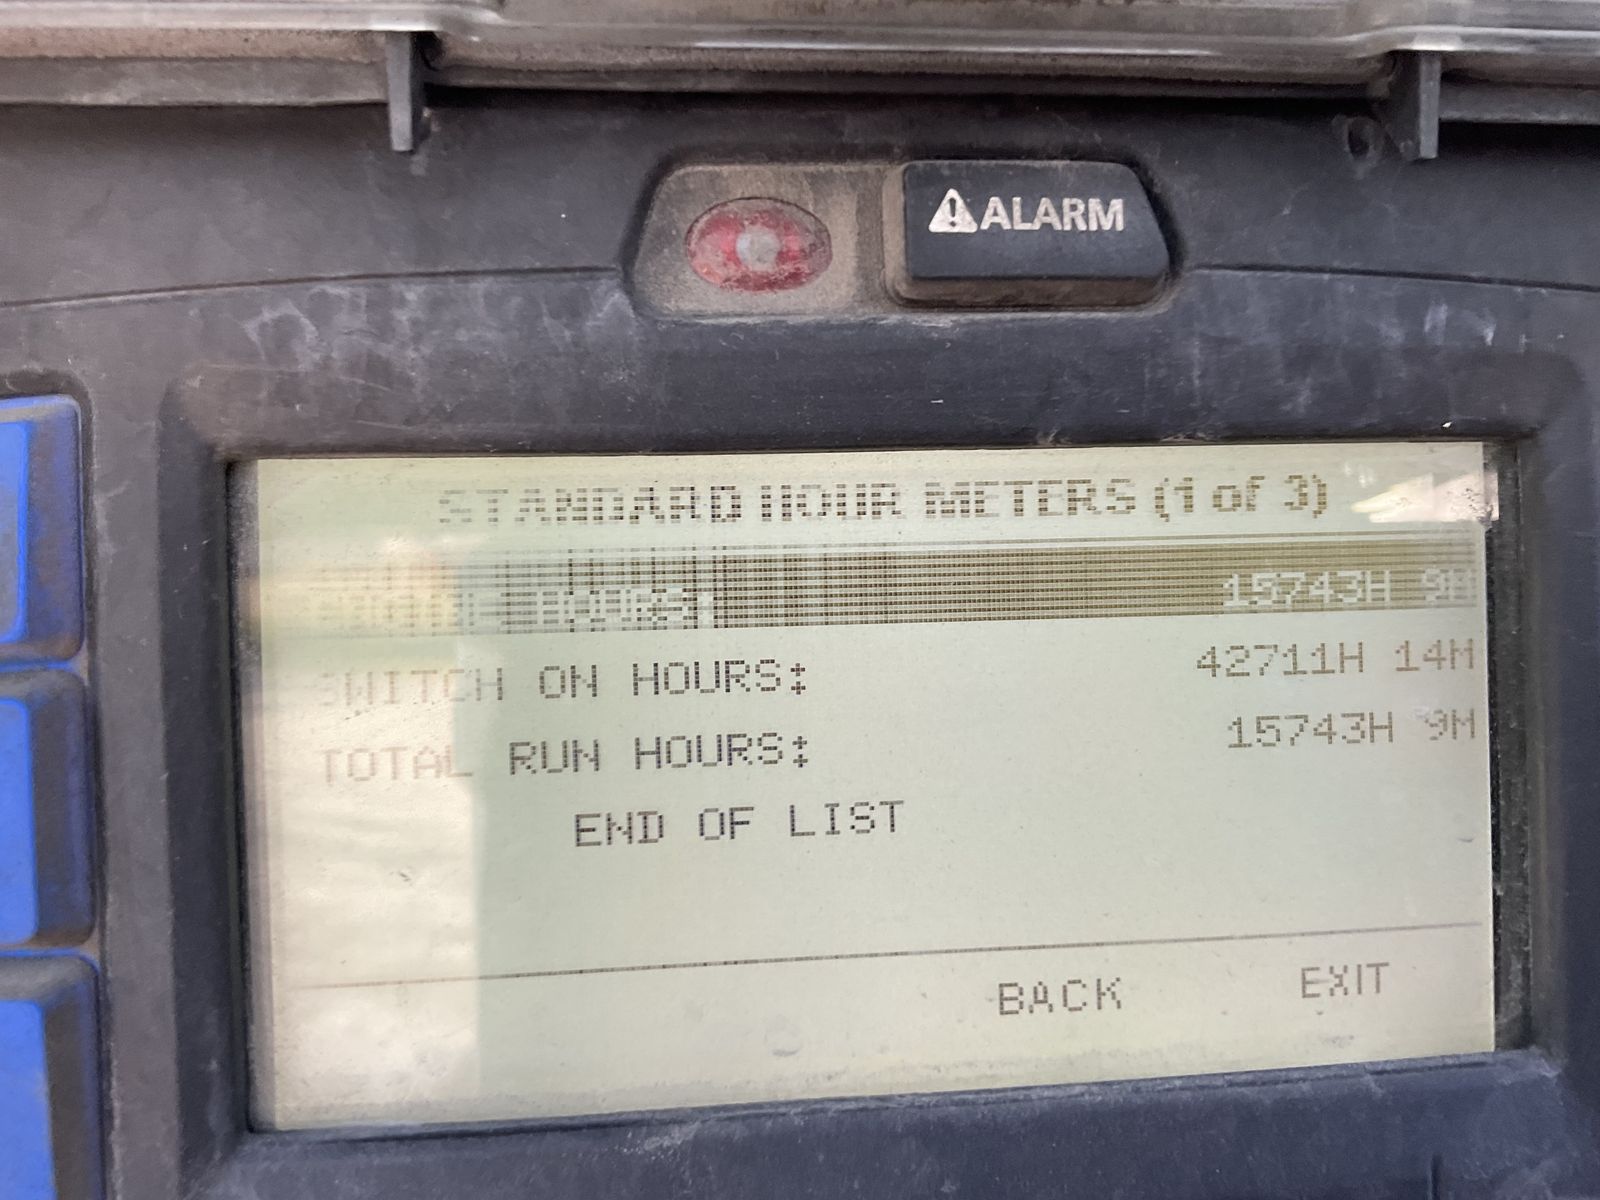 ALARM
STANDARD HOUR METERS (1 of 3)
HOURS: 15743H 9M
SWITCH ON HOURS: 42711H 14M
TOTAL RUN HOURS: 15743H 9M
END OF LIST
BACK EXIT